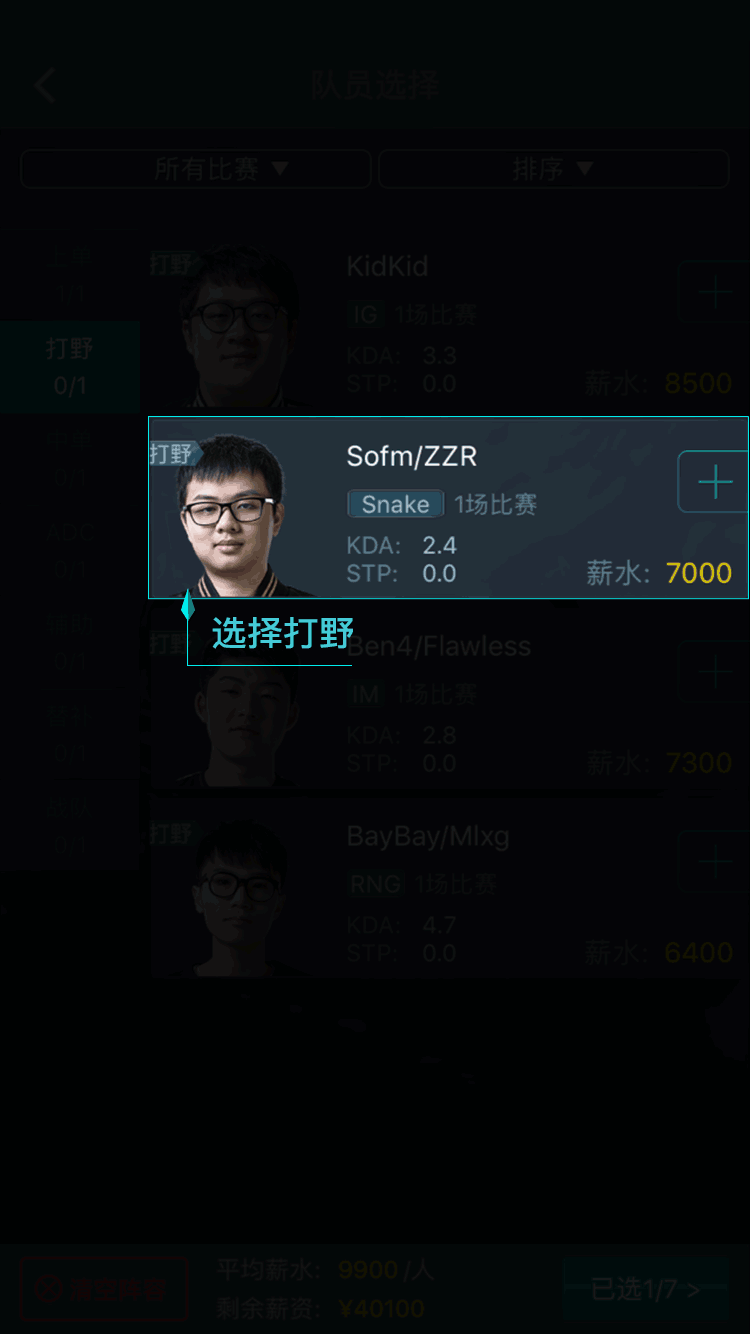 队员选择
所有比赛 ▼
排序 ▼
上单
1/1
打野
0/1
中单
0/1
ADC
0/1
辅助
0/1
替补
0/1
战队
0/1
打野
KidKid
IG 1场比赛
KDA: 3.3
STP: 0.0
薪水: 8500
打野
Sofm/ZZR
Snake 1场比赛
KDA: 2.4
STP: 0.0
薪水: 7000
选择打野
打野
Ben4/Flawless
IM 1场比赛
KDA: 2.8
STP: 0.0
薪水: 7300
打野
BayBay/Mlxg
RNG 1场比赛
KDA: 4.7
STP: 0.0
薪水: 6400
平均薪水: 9900/人
剩余薪资: ¥40100
已选1/7 >